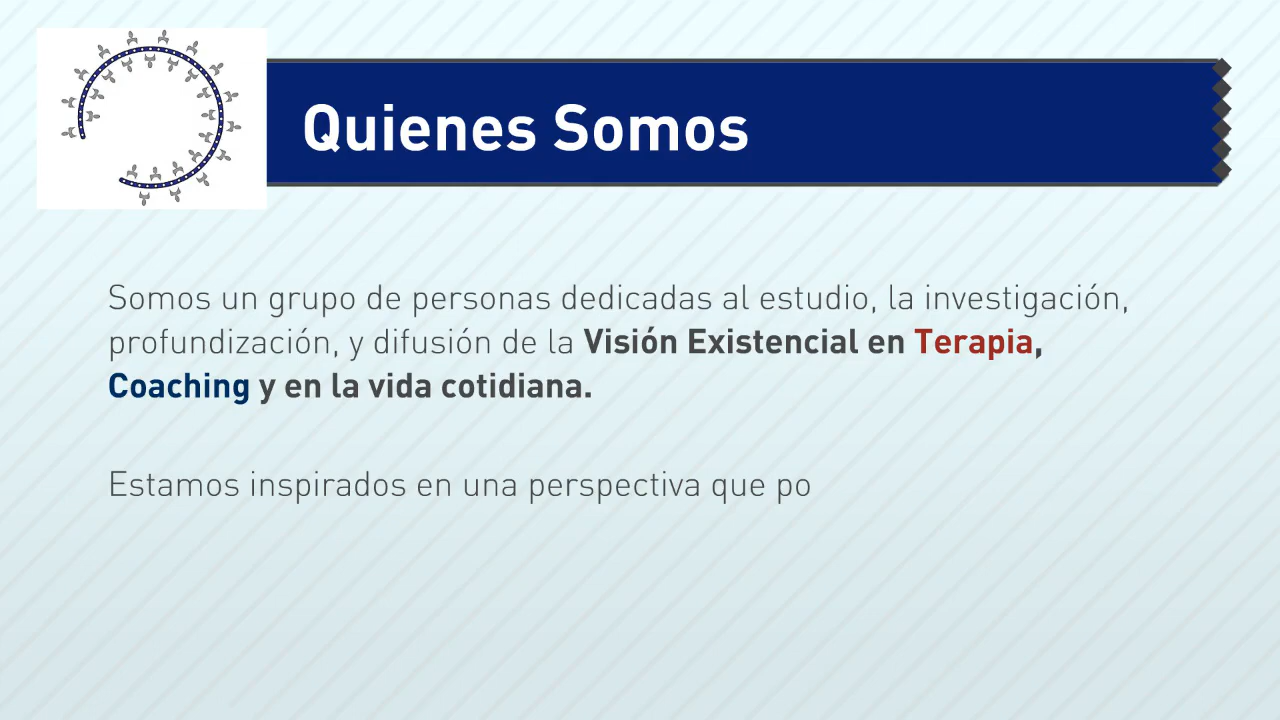 Quienes Somos
Somos un grupo de personas dedicadas al estudio, la investigación,
profundización, y difusión de la Visión Existencial en Terapia,
Coaching y en la vida cotidiana.
Estamos inspirados en una perspectiva que po